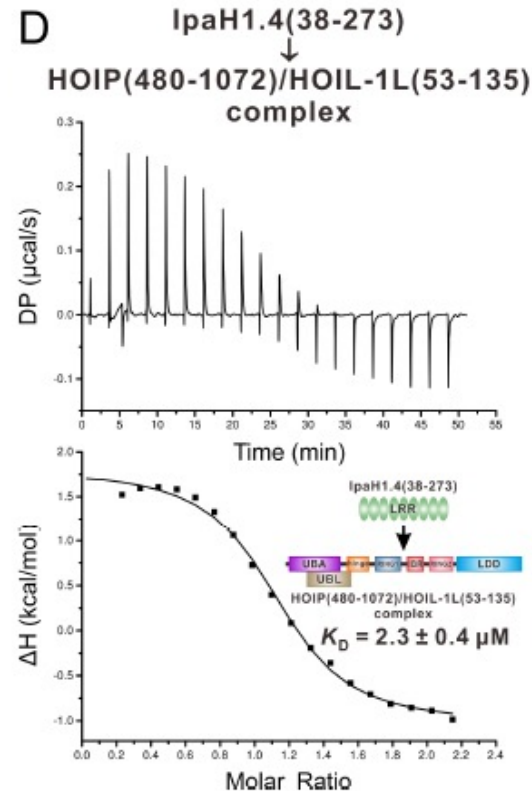 D
IpaH1.4(38-273)
↓
HOIP(480-1072)/HOIL-1L(53-135)
complex
0.3
0.2
0.1
0.0
-0.1
DP (μcal/s)
0 5 10 15 20 25 30 35 40 45 50 55
Time (min)
2.0
1.5
1.0
0.5
0.0
-0.5
-1.0
ΔH (kcal/mol)
IpaH1.4(38-273)
LRR
UBA LDD
UBL
HOIP(480-1072)/HOIL-1L(53-135)
complex
KD = 2.3 ± 0.4 μM
0.0 0.2 0.4 0.6 0.8 1.0 1.2 1.4 1.6 1.8 2.0 2.2 2.4
Molar Ratio